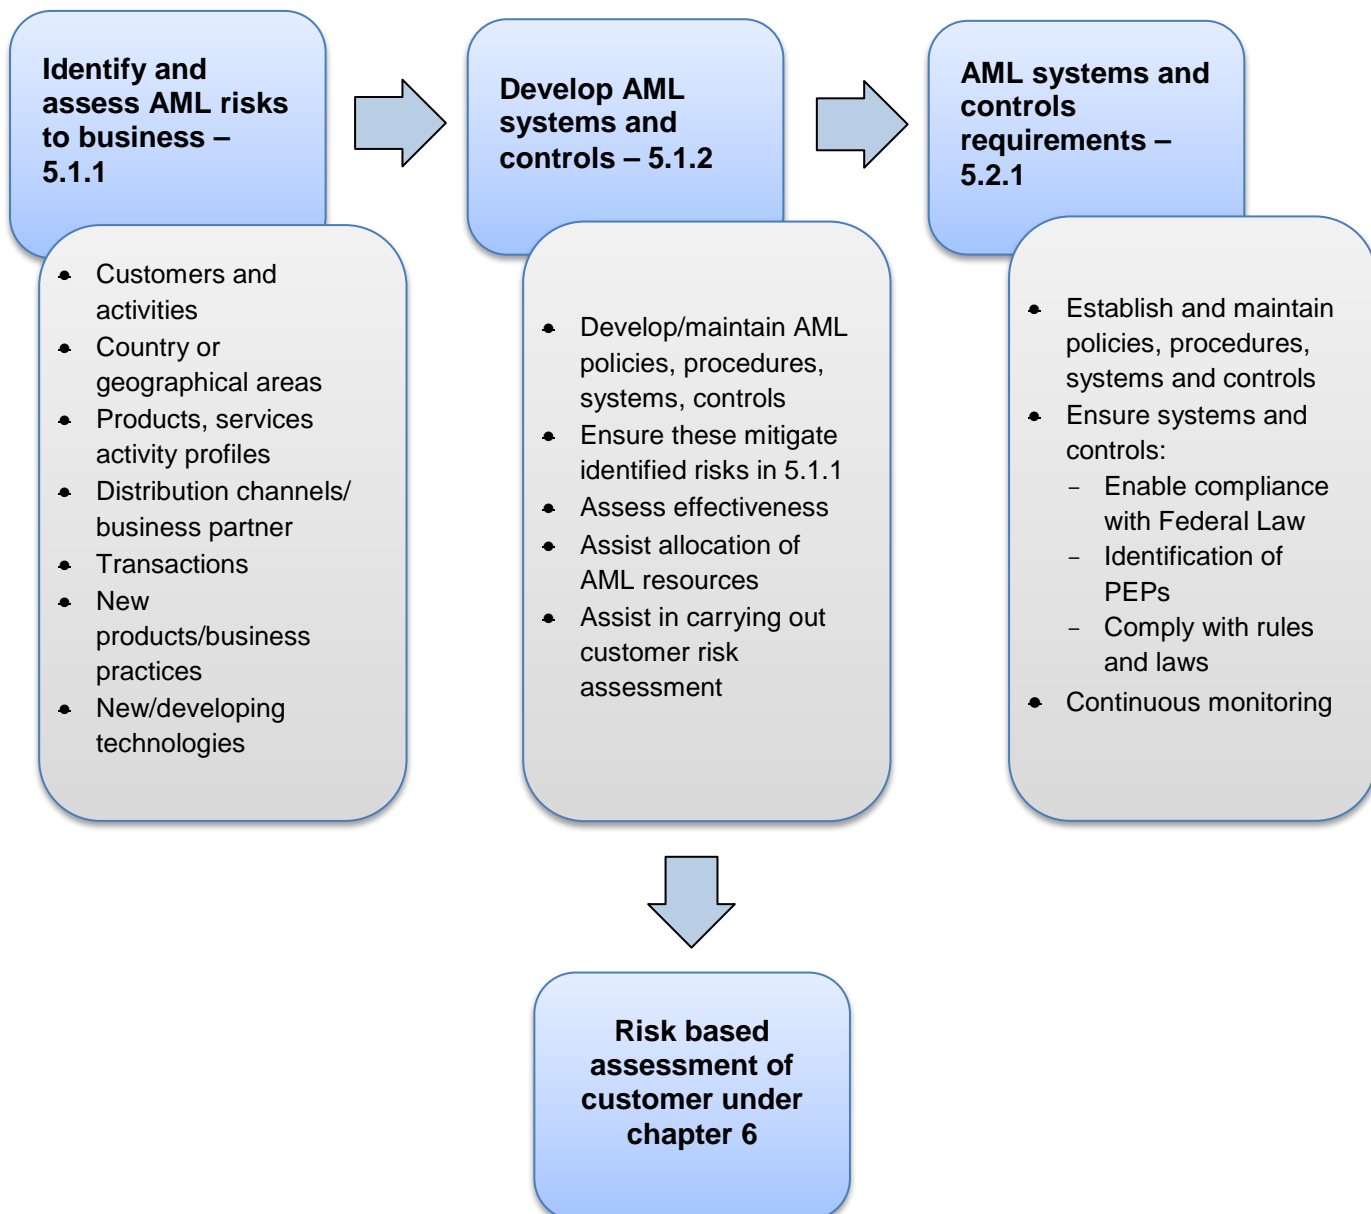 Identify and
assess AML risks
to business –
5.1.1
Develop AML
systems and
controls – 5.1.2
AML systems and
controls
requirements –
5.2.1
• Customers and
activities
• Country or
geographical areas
• Products, services
activity profiles
• Distribution channels/
business partner
• Transactions
• New
products/business
practices
• New/developing
technologies
• Develop/maintain AML
policies, procedures,
systems, controls
• Ensure these mitigate
identified risks in 5.1.1
• Assess effectiveness
• Assist allocation of
AML resources
• Assist in carrying out
customer risk
assessment
• Establish and maintain
policies, procedures,
systems and controls
• Ensure systems and
controls:
− Enable compliance
with Federal Law
− Identification of
PEPs
− Comply with rules
and laws
• Continuous monitoring
Risk based
assessment of
customer under
chapter 6